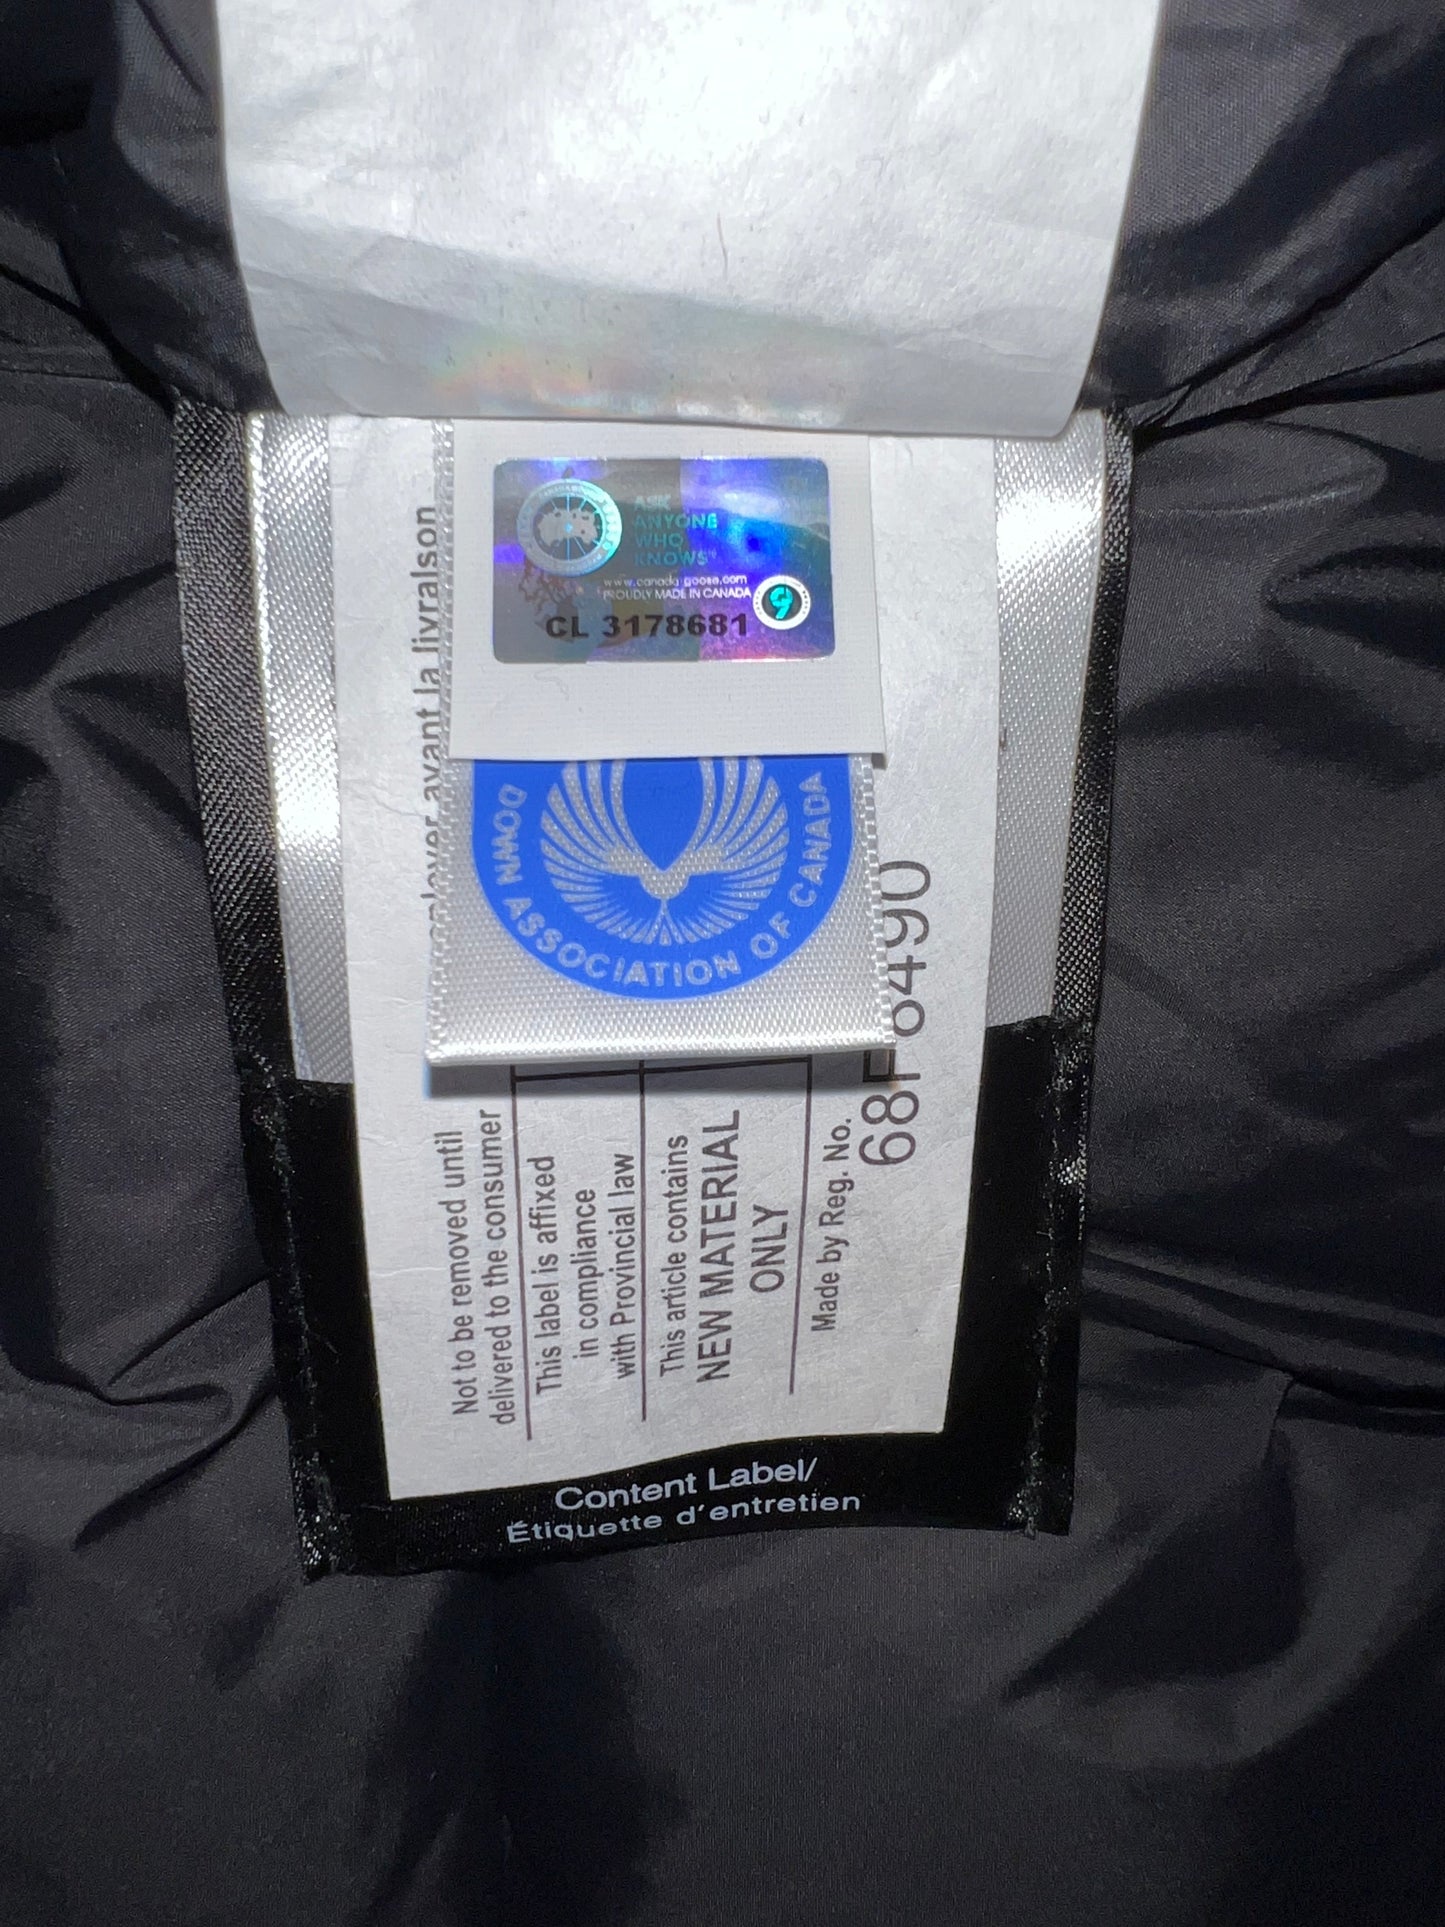 ASK
ANYONE
WHO
KNOWS
www.canada-goose.com
PROUDLY MADE IN CANADA
CL 3178681
9
DOWN ASSOCIATION OF CANADA
avant la livralson
Not to be removed until
delivered to the consumer
This label is affixed
in compliance
with Provincial law
This article contains
NEW MATERIAL
ONLY
Made by Reg. No.
68F6490
Content Label/
Étiquette d'entretien